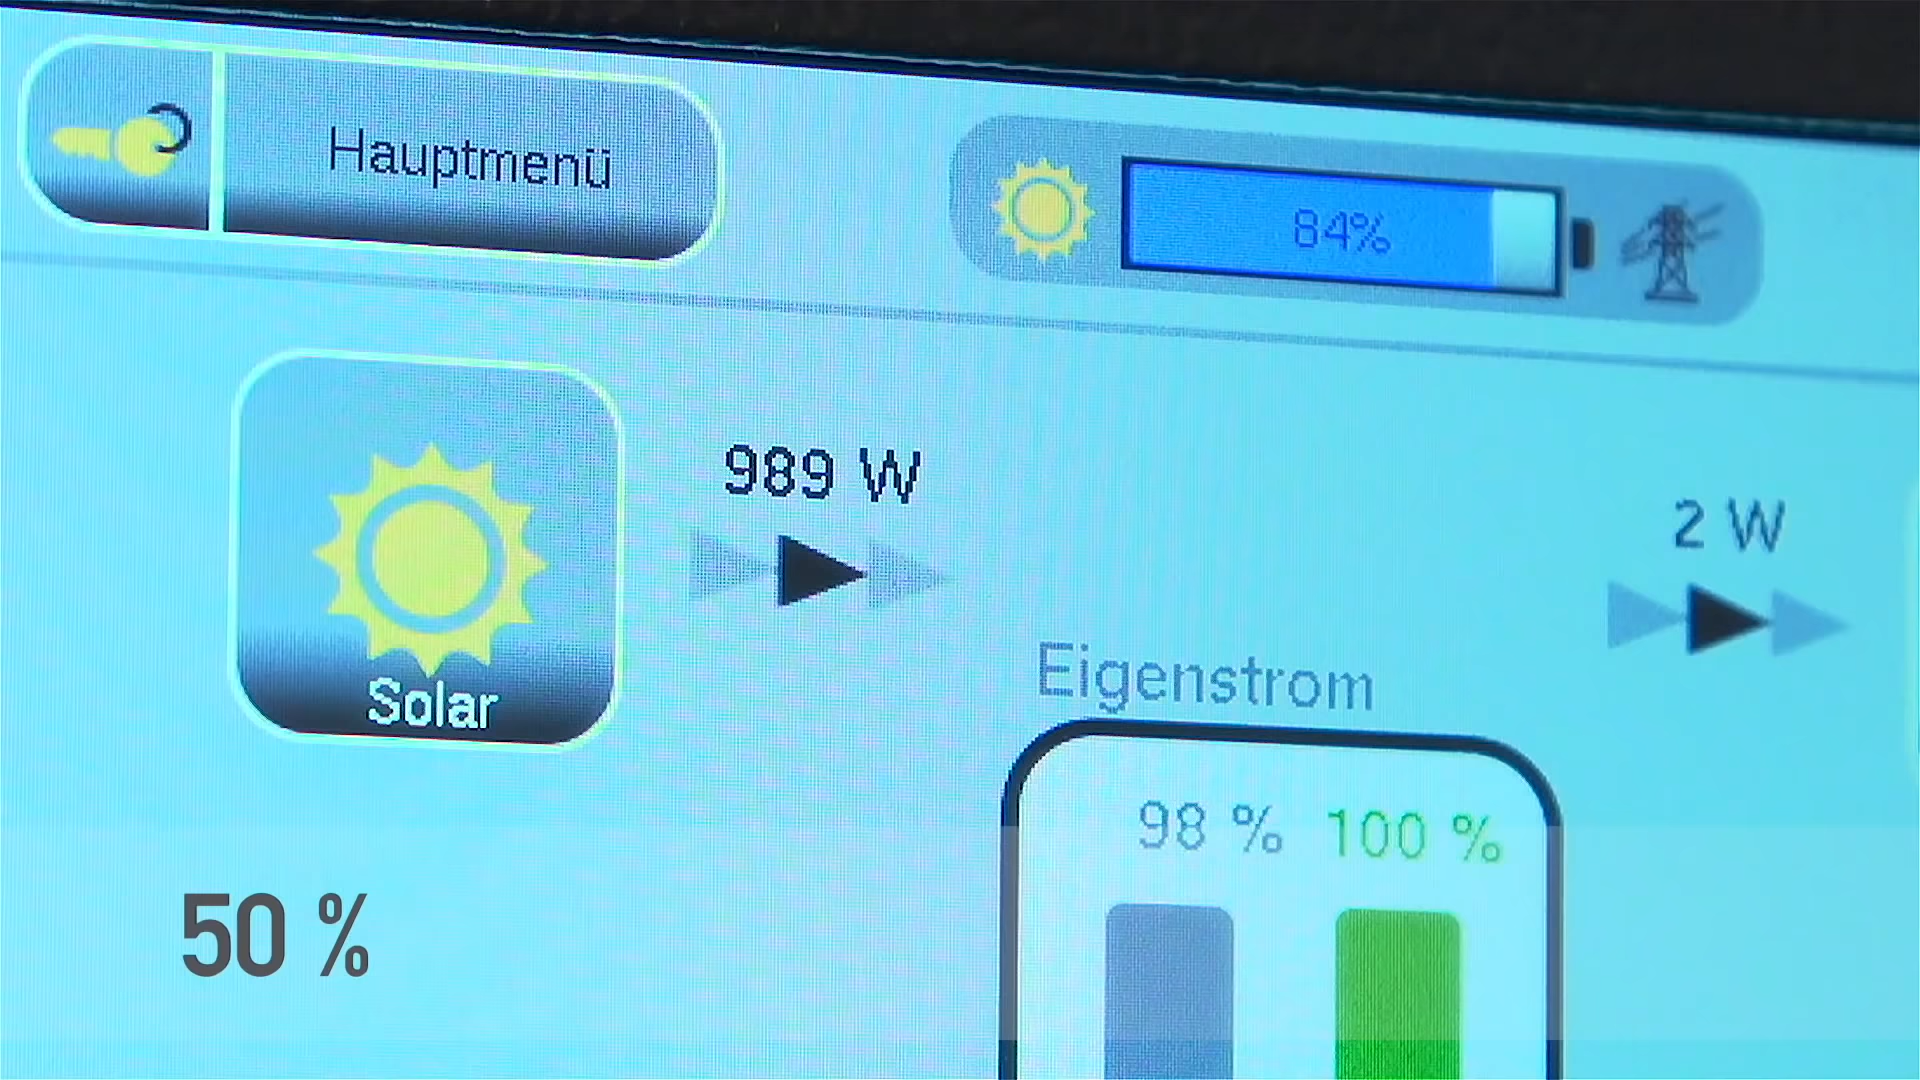 Hauptmenü
84%
989 W
2 W
Eigenstrom
Solar
98 % 100 %
50 %